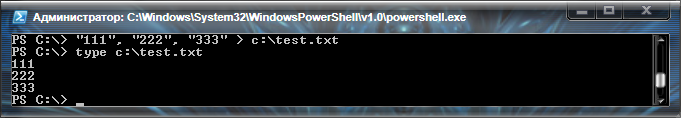 Администратор: C:\Windows\System32\WindowsPowerShell\v1.0\powershell.exe
PS C:\> "111", "222", "333" > c:\test.txt
PS C:\> type c:\test.txt
111
222
333
PS C:\> _